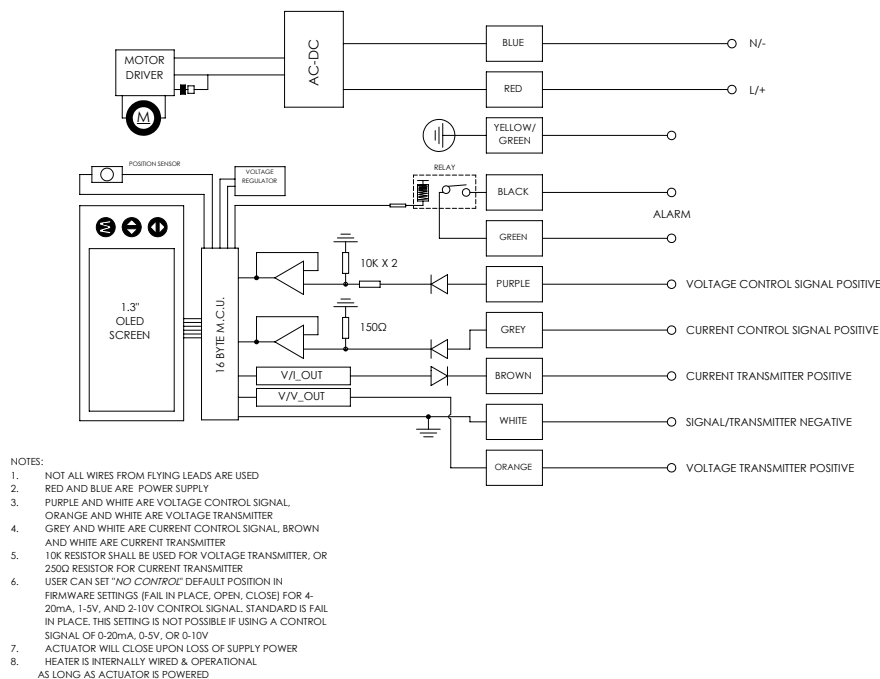 BLUE
N/-
MOTOR
DRIVER
AC-DC
RED
L/+
M
YELLOW/
GREEN
POSITION SENSOR
VOLTAGE
REGULATOR
RELAY
BLACK
ALARM
GREEN
10K X 2
PURPLE
VOLTAGE CONTROL SIGNAL POSITIVE
1.3"
OLED
SCREEN
16 BYTE M.C.U.
150Ω
GREY
CURRENT CONTROL SIGNAL POSITIVE
V/I_OUT
BROWN
CURRENT TRANSMITTER POSITIVE
V/V_OUT
WHITE
SIGNAL/TRANSMITTER NEGATIVE
ORANGE
VOLTAGE TRANSMITTER POSITIVE
NOTES:
1. NOT ALL WIRES FROM FLYING LEADS ARE USED
2. RED AND BLUE ARE POWER SUPPLY
3. PURPLE AND WHITE ARE VOLTAGE CONTROL SIGNAL,
ORANGE AND WHITE ARE VOLTAGE TRANSMITTER
4. GREY AND WHITE ARE CURRENT CONTROL SIGNAL, BROWN
AND WHITE ARE CURRENT TRANSMITTER
5. 10K RESISTOR SHALL BE USED FOR VOLTAGE TRANSMITTER, OR
250Ω RESISTOR FOR CURRENT TRANSMITTER
6. USER CAN SET "NO CONTROL" DEFAULT POSITION IN
FIRMWARE SETTINGS (FAIL IN PLACE, OPEN, CLOSE) FOR 4-
20mA, 1-5V, AND 2-10V CONTROL SIGNAL. STANDARD IS FAIL
IN PLACE. THIS SETTING IS NOT POSSIBLE IF USING A CONTROL
SIGNAL OF 0-20mA, 0-5V, OR 0-10V
7. ACTUATOR WILL CLOSE UPON LOSS OF SUPPLY POWER
8. HEATER IS INTERNALLY WIRED & OPERATIONAL
AS LONG AS ACTUATOR IS POWERED